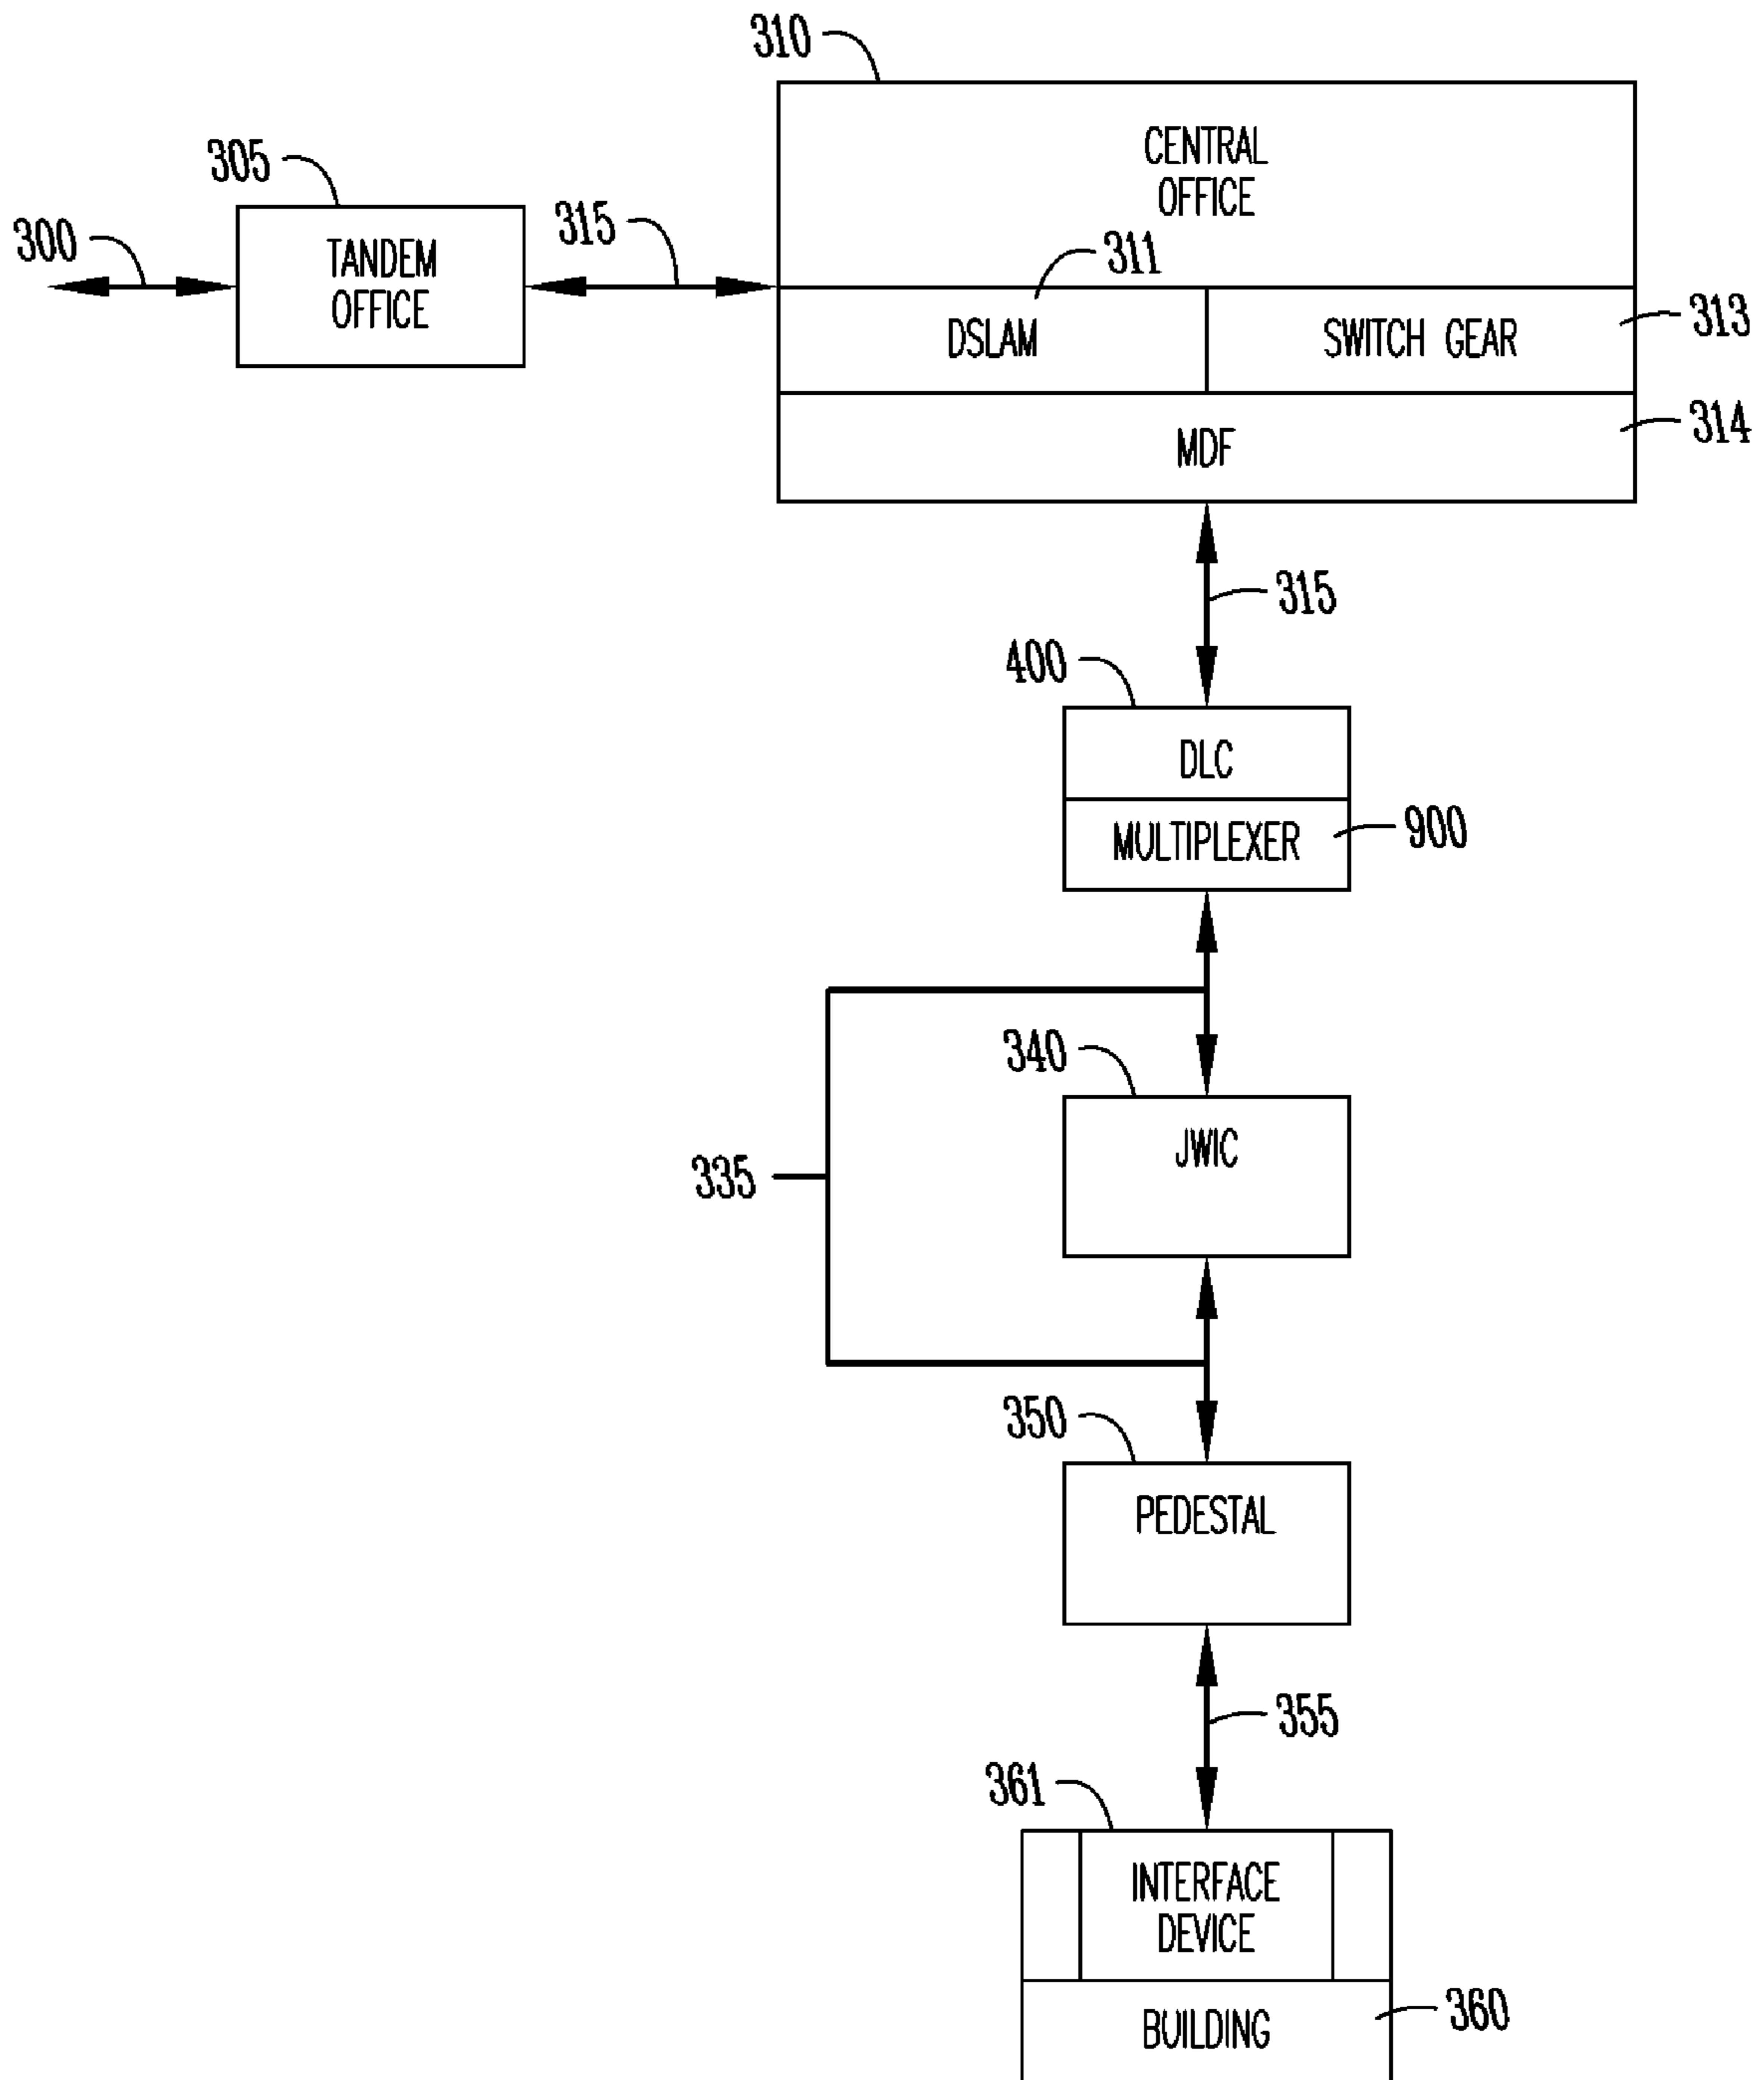 310
CENTRAL
OFFICE
305
TANDEM
OFFICE
300
315
311
DSLAM
SWITCH GEAR
313
MDF
314
315
400
DLC
MULTIPLEXER
900
340
JWIC
335
350
PEDESTAL
355
361
INTERFACE
DEVICE
BUILDING
360